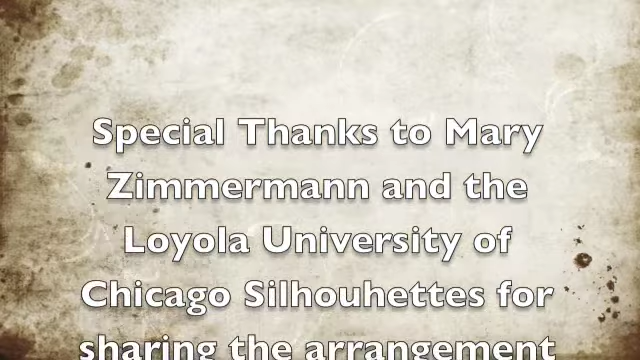 Special Thanks to Mary
Zimmermann and the
Loyola University of
Chicago Silhouhettes for
sharing the arrangement